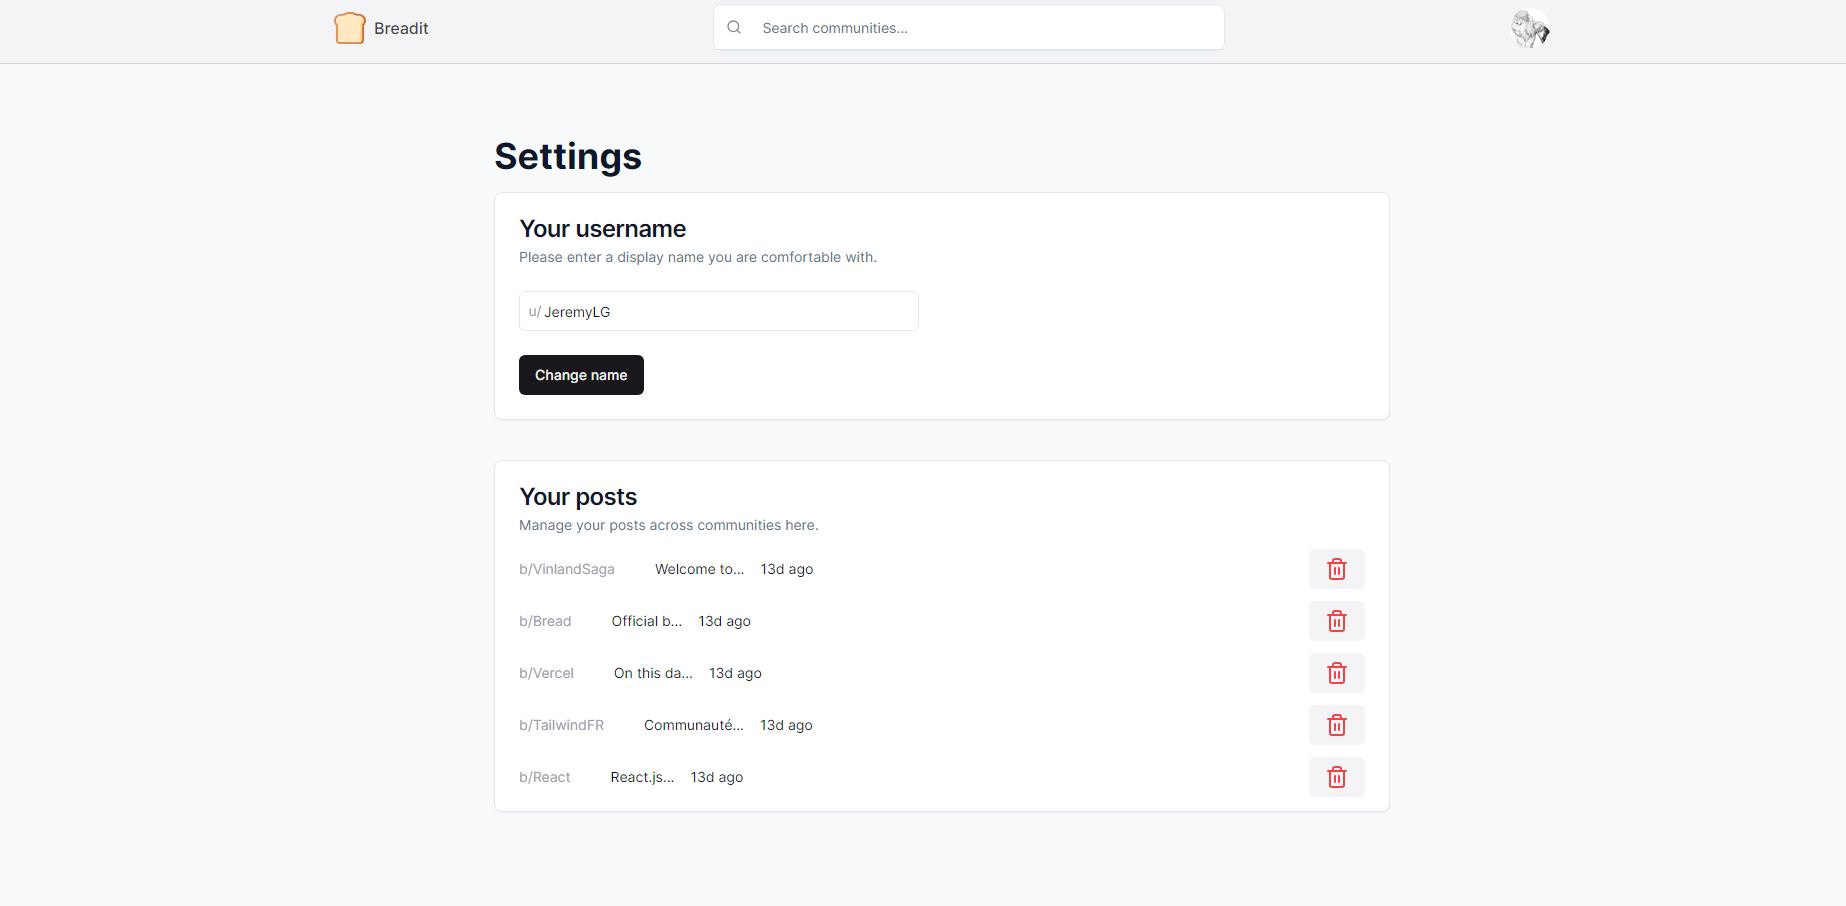 Breadit
Search communities...
Settings
Your username
Please enter a display name you are comfortable with.
u/ JeremyLG
Change name
Your posts
Manage your posts across communities here.
b/VinlandSaga Welcome to... 13d ago
b/Bread Official b... 13d ago
b/Vercel On this da... 13d ago
b/TailwindFR Communauté... 13d ago
b/React React.js... 13d ago